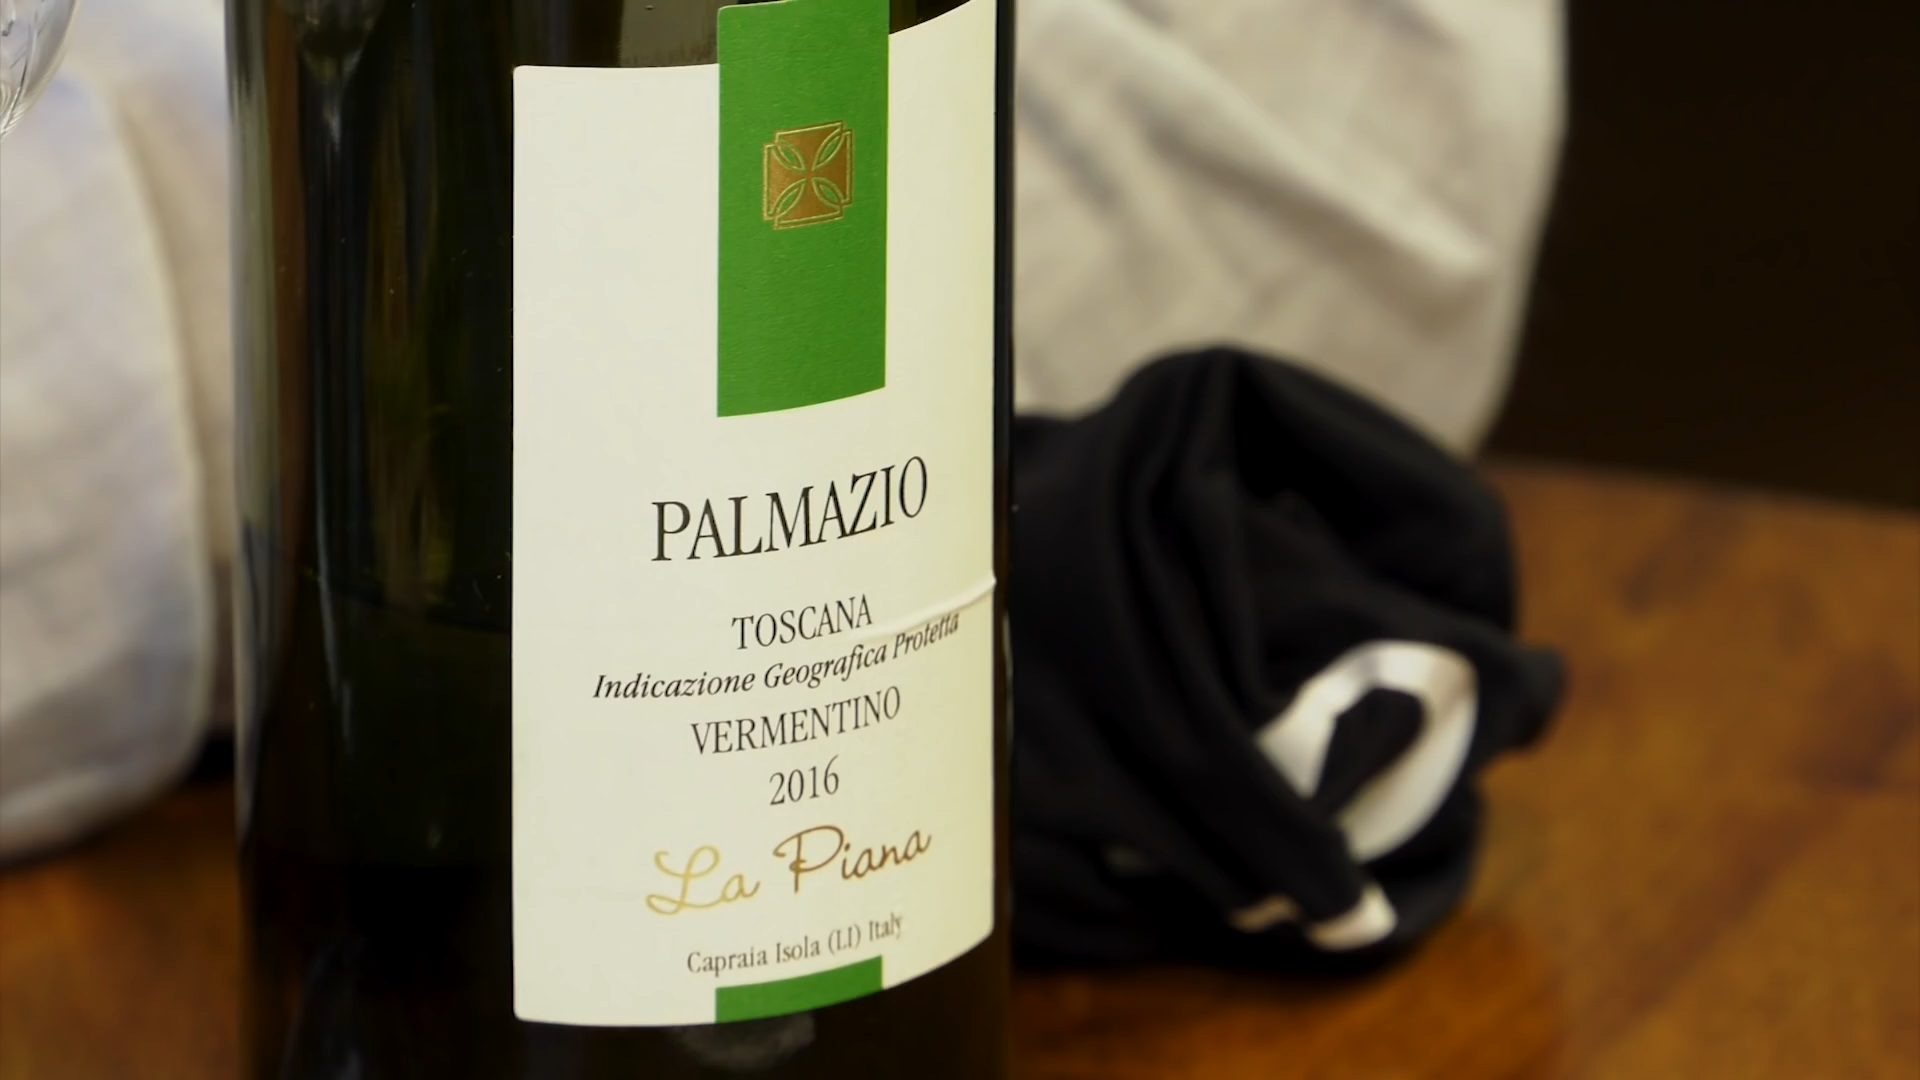 PALMAZIO
TOSCANA
Indicazione Geografica Protetta
VERMENTINO
2016
La Piana
Capraia Isola (LI) Italy